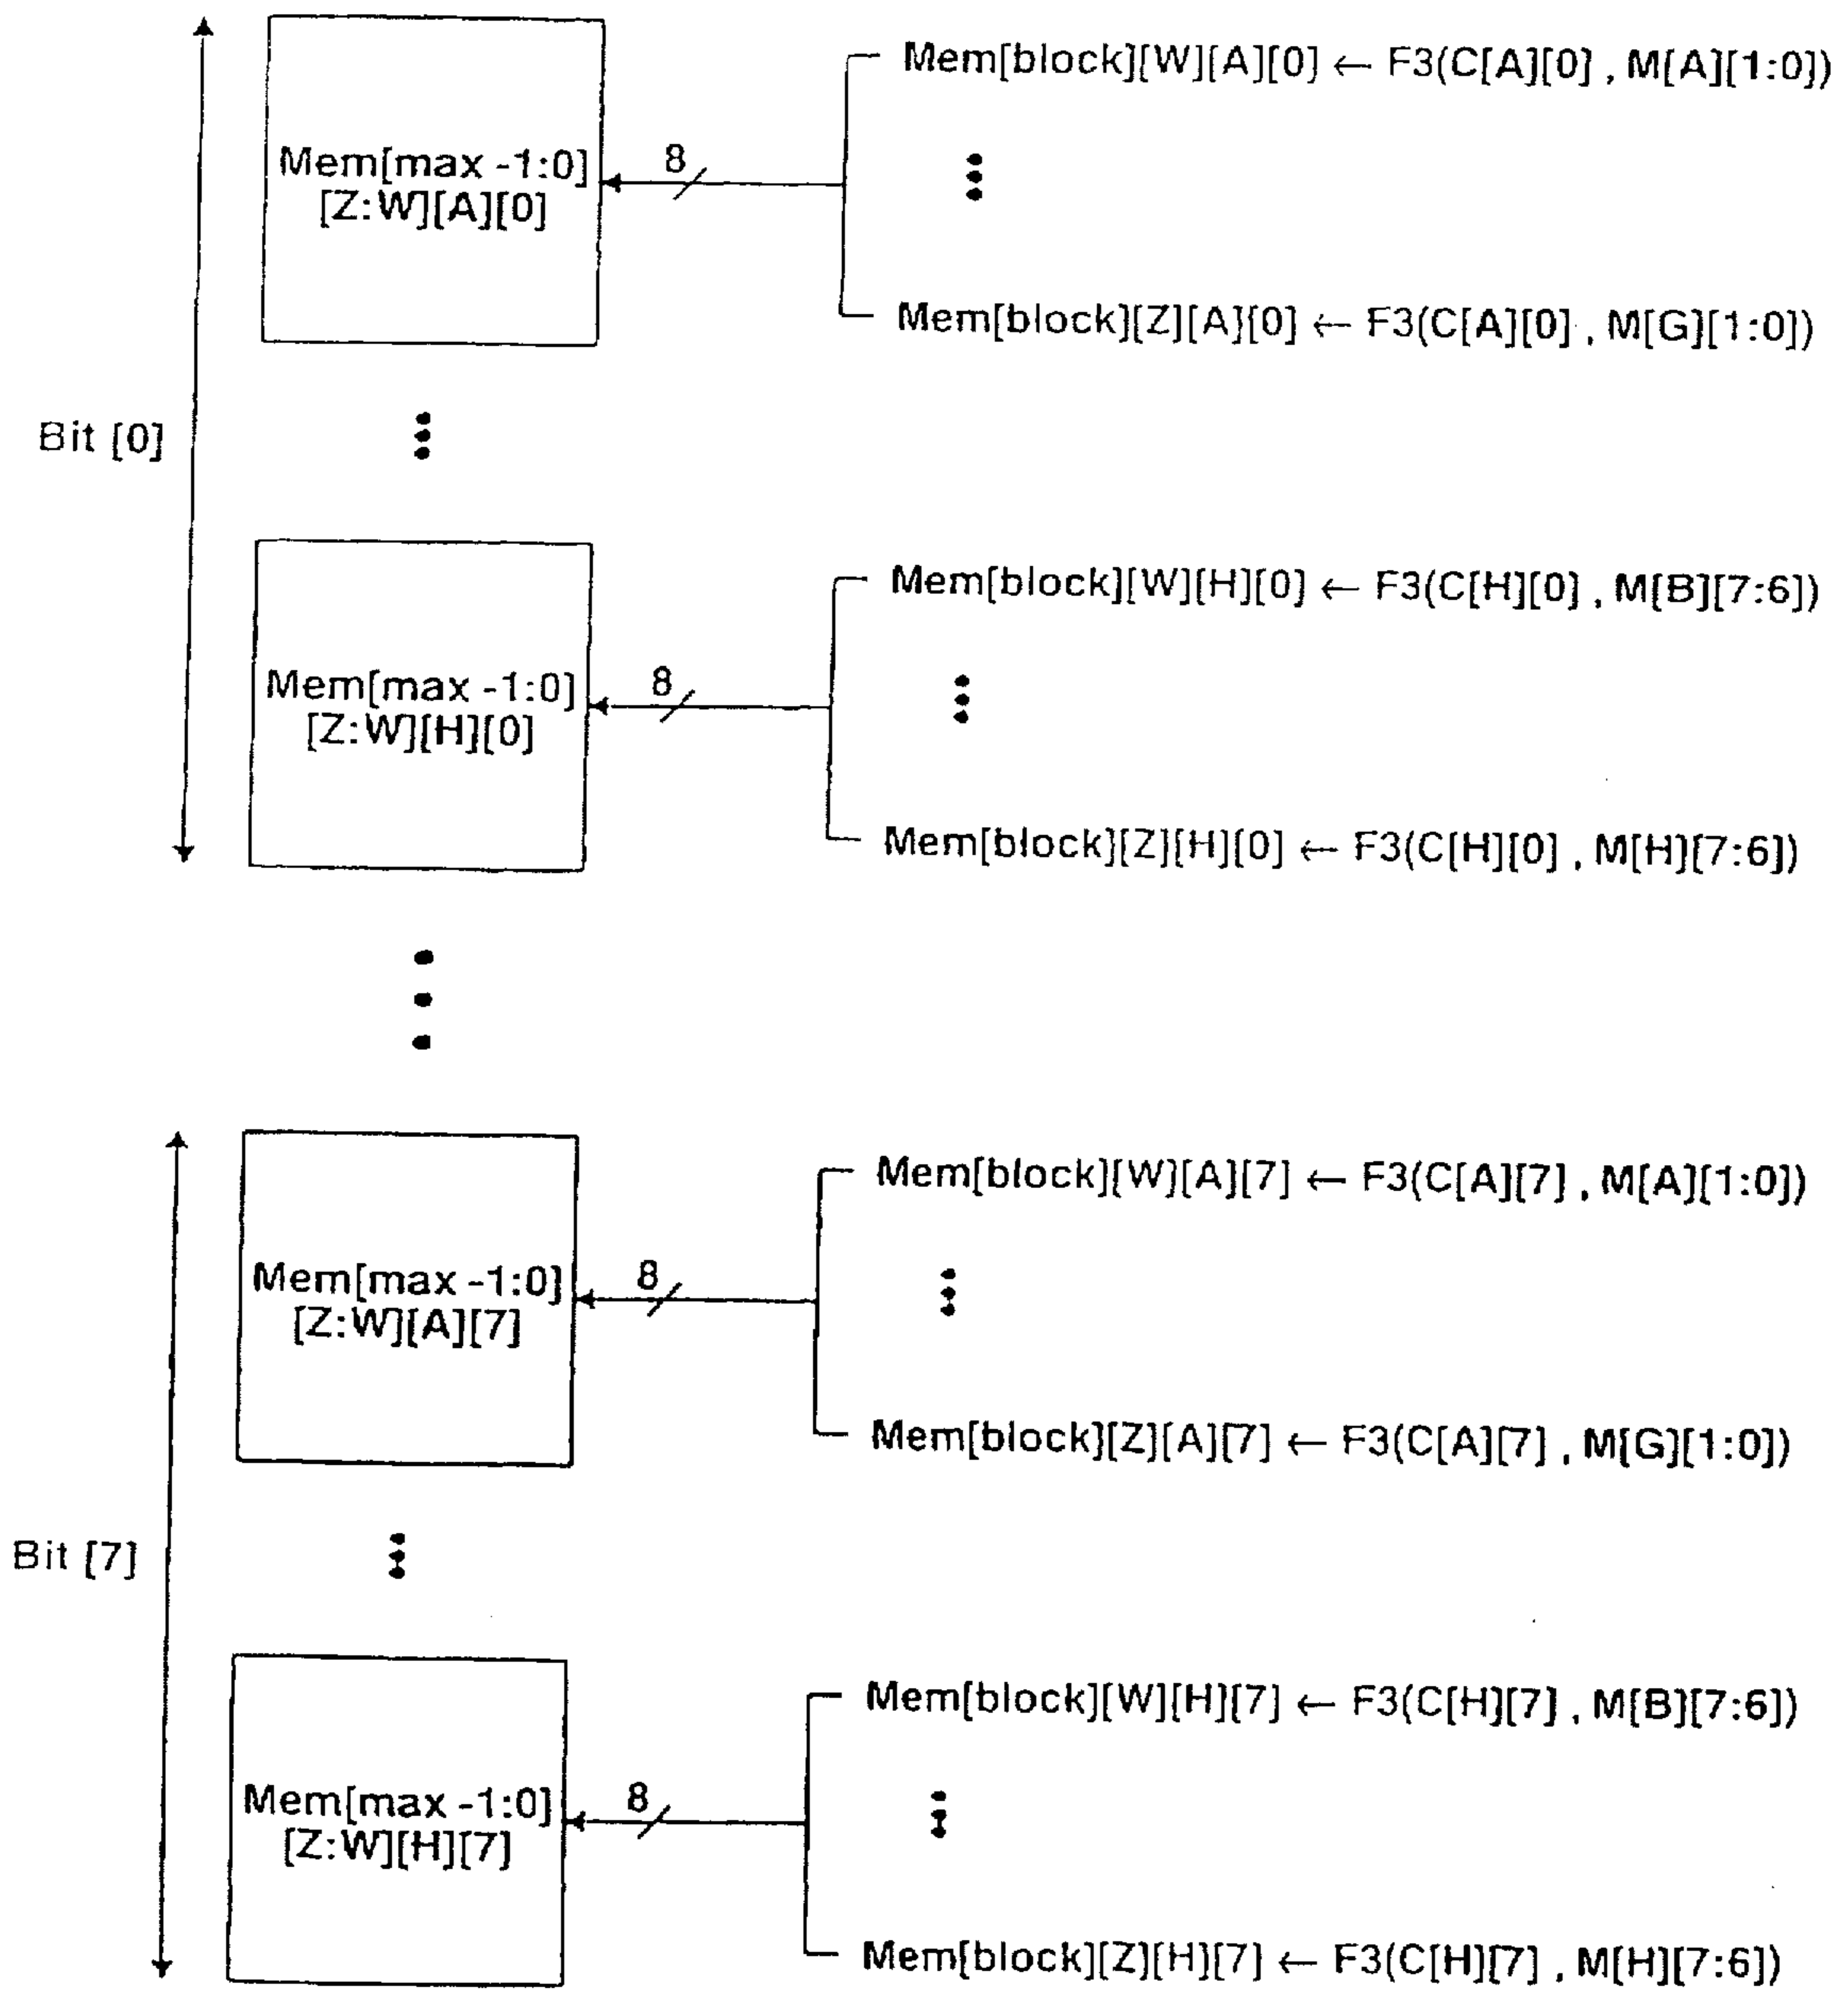 Mem[block][W][A][0] ← F3(C[A][0] , M[A][1:0])
8
Mem[max -1:0]
[Z:W][A][0]
Mem[block][Z][A][0] ← F3(C[A][0] , M[G][1:0])
Bit [0]
Mem[block][W][H][0] ← F3(C[H][0] , M[B][7:6])
8
Mem[max -1:0]
[Z:W][H][0]
Mem[block][Z][H][0] ← F3(C[H][0] , M[H][7:6])
Mem[block][W][A][7] ← F3(C[A][7] , M[A][1:0])
8
Mem[max -1:0]
[Z:W][A][7]
Mem[block][Z][A][7] ← F3(C[A][7] , M[G][1:0])
Bit [7]
Mem[block][W][H][7] ← F3(C[H][7] , M[B][7:6])
8
Mem[max -1:0]
[Z:W][H][7]
Mem[block][Z][H][7] ← F3(C[H][7] , M[H][7:6])